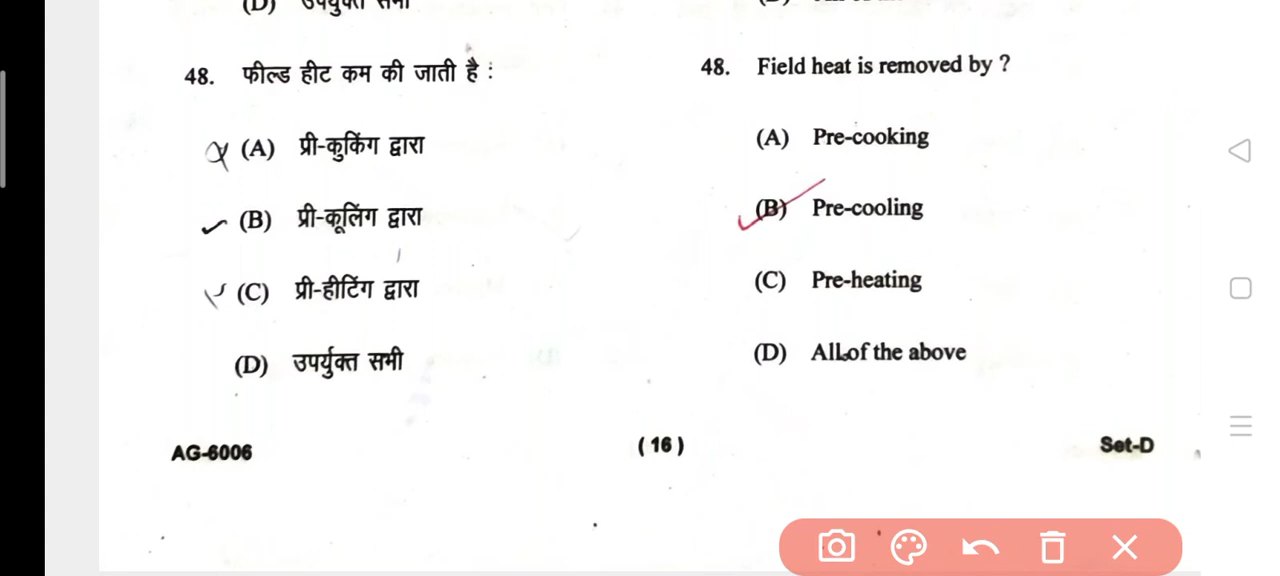 48. फील्ड हीट कम की जाती है :
(A) प्री-कुकिंग द्वारा
(B) प्री-कूलिंग द्वारा
(C) प्री-हीटिंग द्वारा
(D) उपर्युक्त सभी
48. Field heat is removed by ?
(A) Pre-cooking
(B) Pre-cooling
(C) Pre-heating
(D) All of the above
AG-6006
( 16 )
Set-D